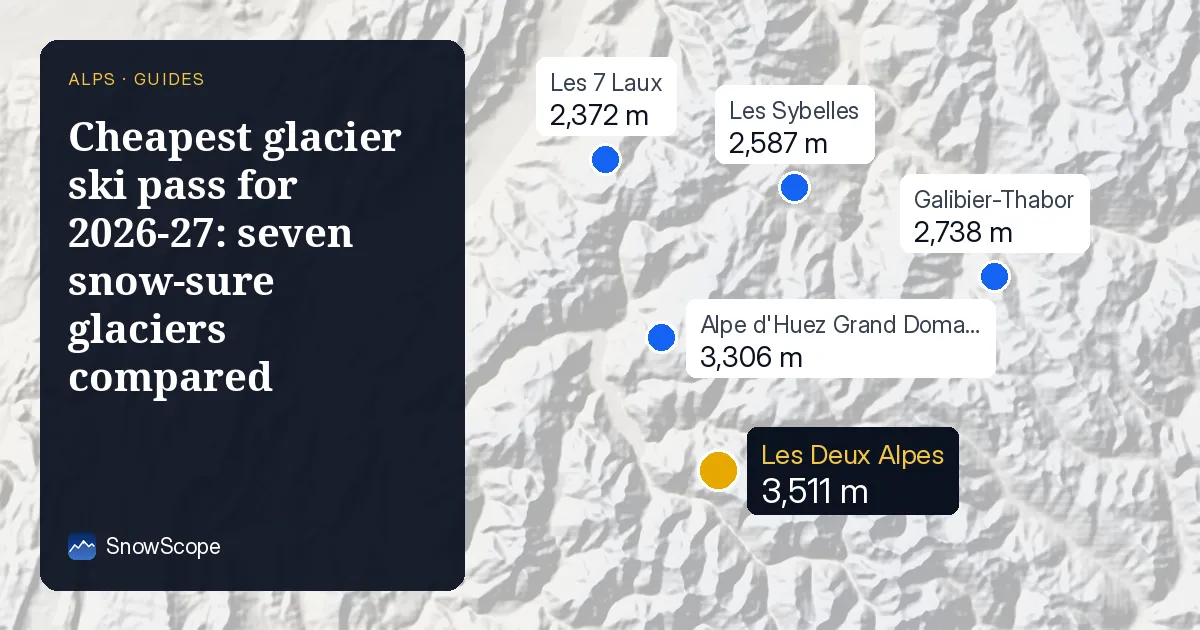 ALPS · GUIDES
Cheapest glacier
ski pass for
2026-27: seven
snow-sure
glaciers
compared
SnowScope
Les 7 Laux
2,372 m
Les Sybelles
2,587 m
Galibier-Thabor
2,738 m
Alpe d'Huez Grand Doma...
3,306 m
Les Deux Alpes
3,511 m